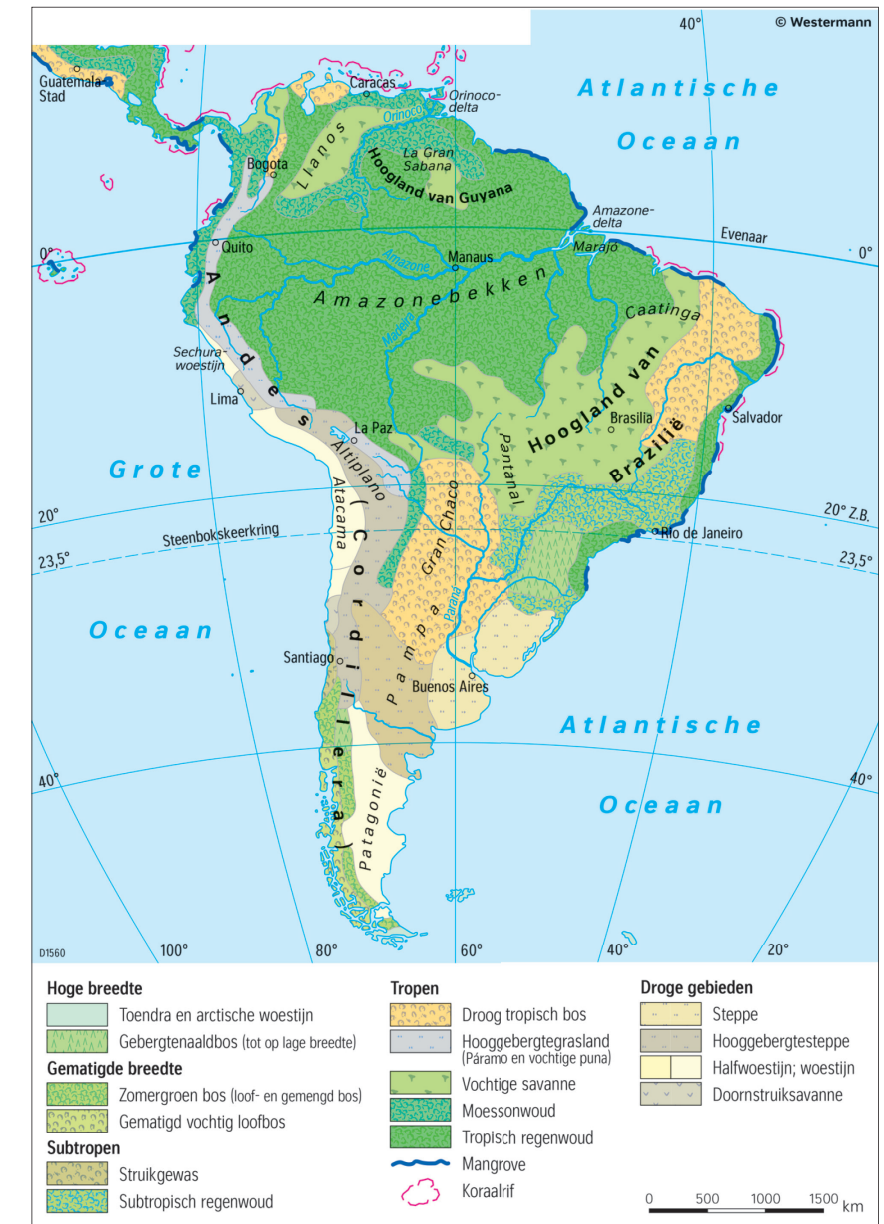 40°
© Westermann
Guatemala
Stad
Caracas
Orinoco-
delta
Orinoco
Atlantische
Oceaan
Llanos
La Gran
Sabana
Bogota
Hoogland van Guyana
Amazone-
delta
Evenaar
0°
Quito
Manaus
Marajó
0°
Amazone
Amazonebekken
Andes
Madeira
Caatinga
Sechura-
woestijn
Lima
Hoogland van
Brazilië
Brasilia
Salvador
La Paz
Altiplano
Pantanal
Grote
Oceaan
Atacama
Gran Chaco
20°
20° Z.B.
Steenbokskeerkring
23,5°
Rio de Janeiro
23,5°
(Cordillera)
Paraná
Pampa
Santiago
Buenos Aires
Atlantische
Oceaan
40°
40°
Patagonië
D1560
100°
80°
60°
40°
20°
Hoge breedte
Toendra en arctische woestijn
Gebergtenaaldbos (tot op lage breedte)
Gematigde breedte
Zomergroen bos (loof- en gemengd bos)
Gematigd vochtig loofbos
Subtropen
Struikgewas
Subtropisch regenwoud
Tropen
Droog tropisch bos
Hooggebergtegrasland
(Páramo en vochtige puna)
Vochtige savanne
Moessonwoud
Tropisch regenwoud
Mangrove
Koraalrif
Droge gebieden
Steppe
Hooggebergtesteppe
Halfwoestijn; woestijn
Doornstruiksavanne
0 500 1000 1500 km